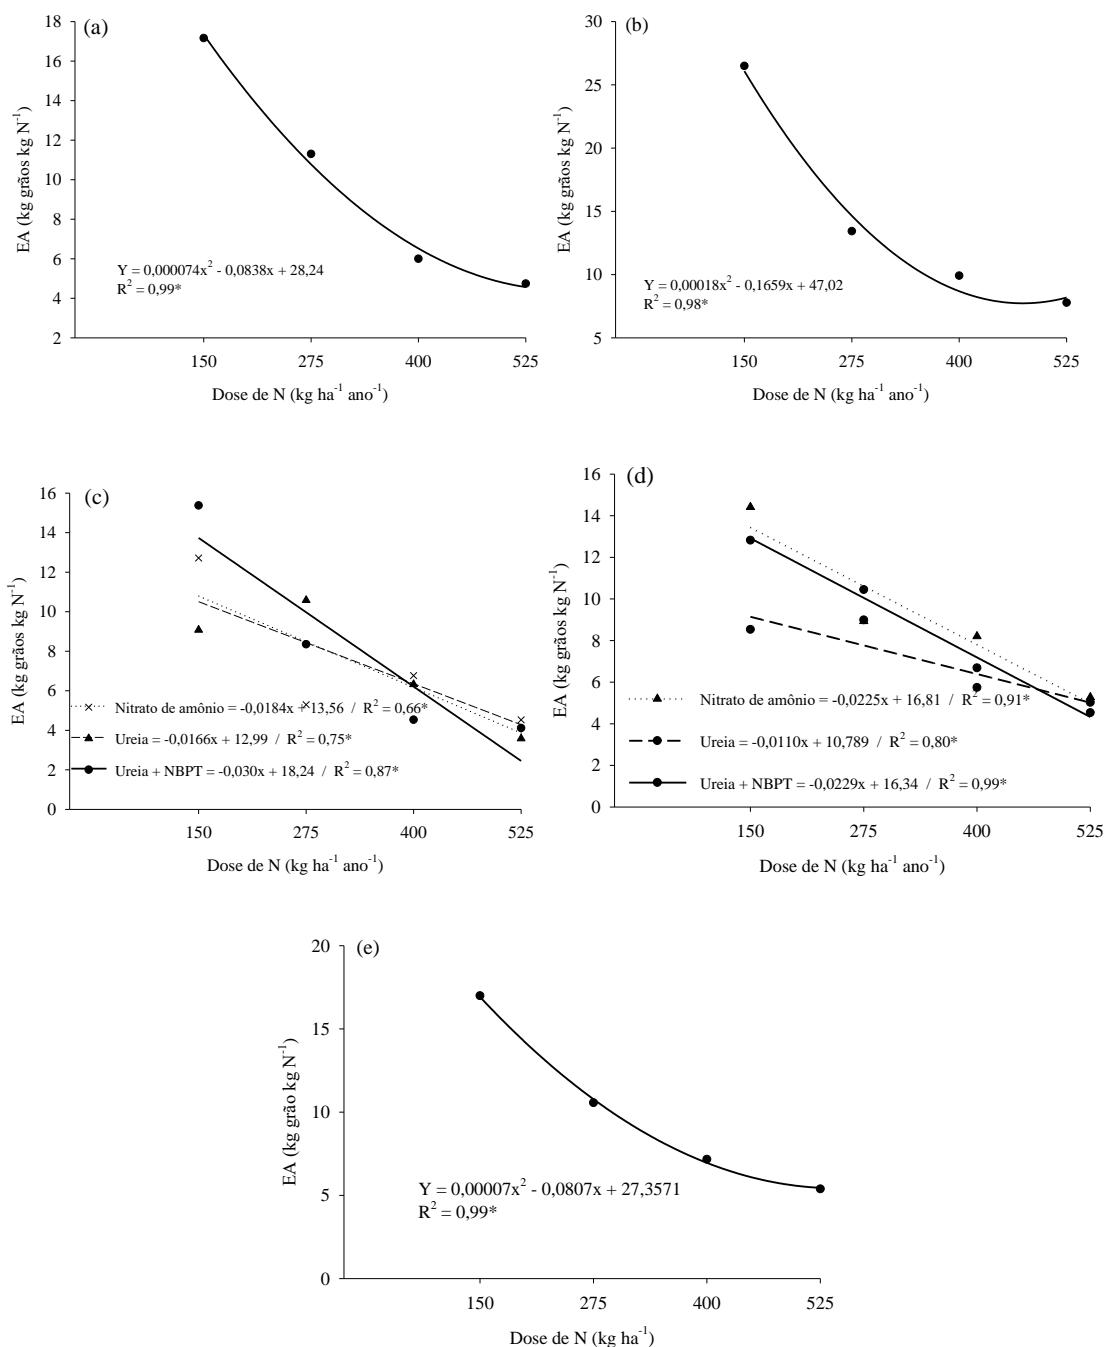 (a)
EA (kg grãos kg N⁻¹)
18
16
14
12
10
8
6
4
2
Y = 0,000074x² - 0,0838x + 28,24
R² = 0,99*
150 275 400 525
Dose de N (kg ha⁻¹ ano⁻¹)
(b)
EA (kg grãos kg N⁻¹)
30
25
20
15
10
5
Y = 0,00018x² - 0,1659x + 47,02
R² = 0,98*
150 275 400 525
Dose de N (kg ha⁻¹ ano⁻¹)
(c)
EA (kg grãos kg N⁻¹)
16
14
12
10
8
6
4
2
0
Nitrato de amônio = -0,0184x + 13,56 / R² = 0,66*
Ureia = -0,0166x + 12,99 / R² = 0,75*
Ureia + NBPT = -0,030x + 18,24 / R² = 0,87*
150 275 400 525
Dose de N (kg ha⁻¹ ano⁻¹)
(d)
EA (kg grãos kg N⁻¹)
16
14
12
10
8
6
4
2
0
Nitrato de amônio = -0,0225x + 16,81 / R² = 0,91*
Ureia = -0,0110x + 10,789 / R² = 0,80*
Ureia + NBPT = -0,0229x + 16,34 / R² = 0,99*
150 275 400 525
Dose de N (kg ha⁻¹ ano⁻¹)
(e)
EA (kg grão kg N⁻¹)
20
15
10
5
0
Y = 0,00007x² - 0,0807x + 27,3571
R² = 0,99*
150 275 400 525
Dose de N (kg ha⁻¹)